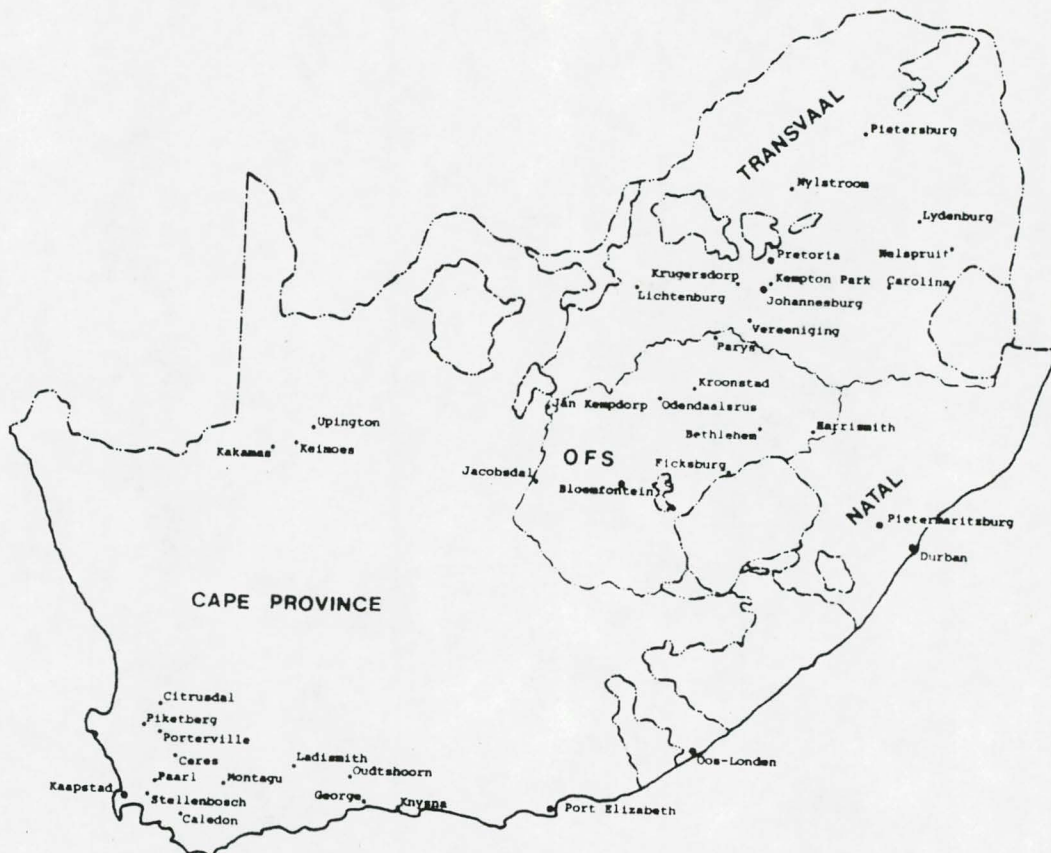 TRANSVAAL
Pietersburg
Nylstroom
Lydenburg
Pretoria
Nelspruit
Krugersdorp
Kempton Park
Carolina
Lichtenburg
Johannesburg
Vereeniging
Parys
Kroonstad
Jan Kempdorp
Odendaalsrus
Upington
Bethlehem
Harrismith
Kakamas
Keimoes
OFS
Ficksburg
Jacobsdal
Bloemfontein
NATAL
Pietermaritzburg
Durban
CAPE PROVINCE
Citrusdal
Piketberg
Porterville
Ceres
Ladismith
Oos-Londen
Paarl
Montagu
Oudtshoorn
Kaapstad
Stellenbosch
George
Knysna
Port Elizabeth
Caledon